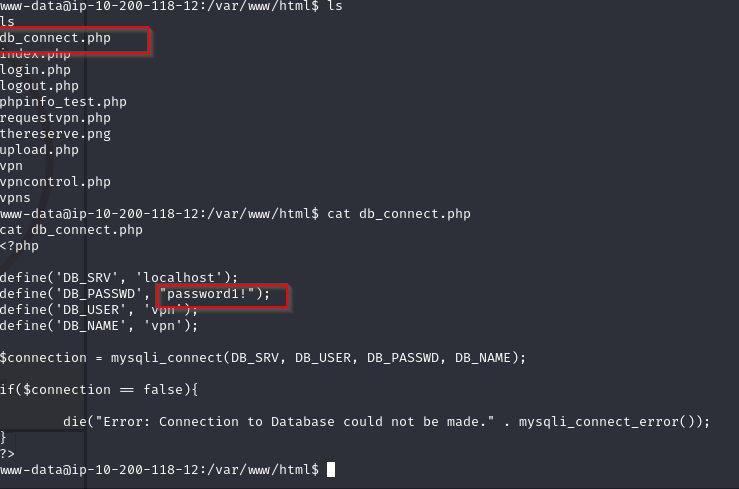 www-data@ip-10-200-118-12:/var/www/html$ ls
ls
db_connect.php
index.php
login.php
logout.php
phpinfo_test.php
requestvpn.php
thereserve.png
upload.php
vpn
vpncontrol.php
vpns
www-data@ip-10-200-118-12:/var/www/html$ cat db_connect.php
cat db_connect.php
<?php
define('DB_SRV', 'localhost');
define('DB_PASSWD', "password1!");
define('DB_USER', 'vpn');
define('DB_NAME', 'vpn');
$connection = mysqli_connect(DB_SRV, DB_USER, DB_PASSWD, DB_NAME);
if($connection == false){
die("Error: Connection to Database could not be made." . mysqli_connect_error());
}
?>
www-data@ip-10-200-118-12:/var/www/html$